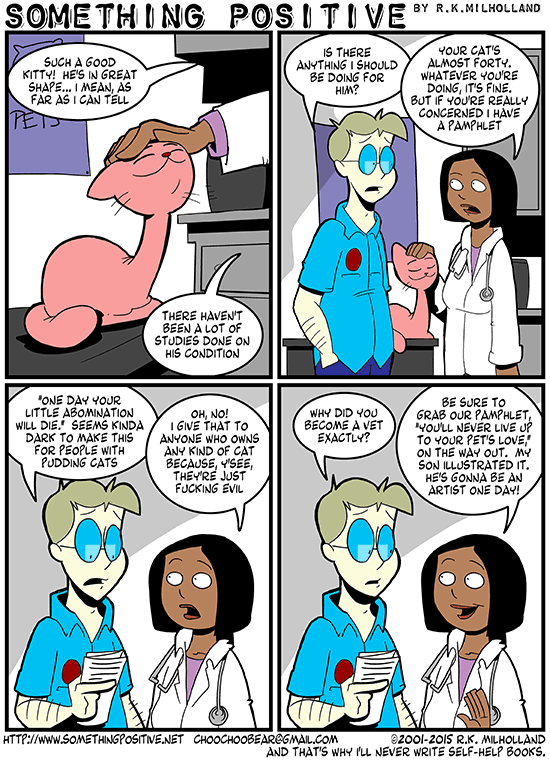 SOMETHING POSITIVE BY R.K.MILHOLLAND
SUCH A GOOD
KITTY! HE'S IN GREAT
SHAPE... I MEAN, AS
FAR AS I CAN TELL
PETS
THERE HAVEN'T
BEEN A LOT OF
STUDIES DONE ON
HIS CONDITION
IS THERE
ANYTHING I SHOULD
BE DOING FOR
HIM?
YOUR CAT'S
ALMOST FORTY.
WHATEVER YOU'RE
DOING, IT'S FINE.
BUT IF YOU'RE REALLY
CONCERNED I HAVE
A PAMPHLET
"ONE DAY YOUR
LITTLE ABOMINATION
WILL DIE." SEEMS KINDA
DARK TO MAKE THIS
FOR PEOPLE WITH
PUDDING CATS
OH, NO!
I GIVE THAT TO
ANYONE WHO OWNS
ANY KIND OF CAT
BECAUSE, Y'SEE,
THEY'RE JUST
FUCKING EVIL
WHY DID YOU
BECOME A VET
EXACTLY?
BE SURE TO
GRAB OUR PAMPHLET,
"YOU'LL NEVER LIVE UP
TO YOUR PET'S LOVE,"
ON THE WAY OUT. MY
SON ILLUSTRATED IT.
HE'S GONNA BE AN
ARTIST ONE DAY!
HTTP://WWW.SOMETHINGPOSITIVE.NET CHOOCHOOBEAR@GMAIL.COM ©2001-2015 R.K. MILHOLLAND
AND THAT'S WHY I'LL NEVER WRITE SELF-HELP BOOKS.